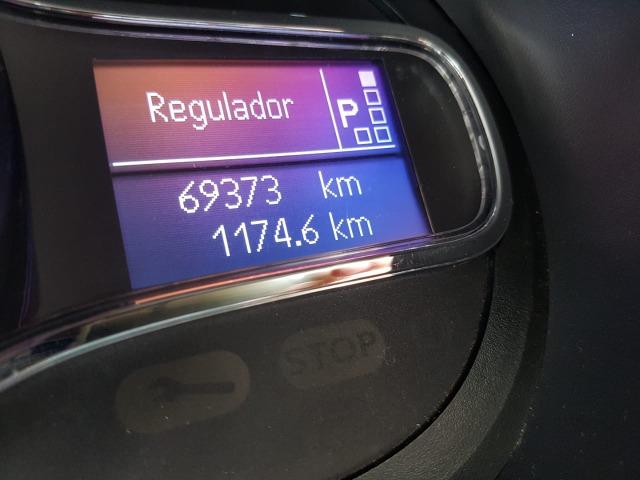 Regulador P
69373 km
1174.6 km
STOP